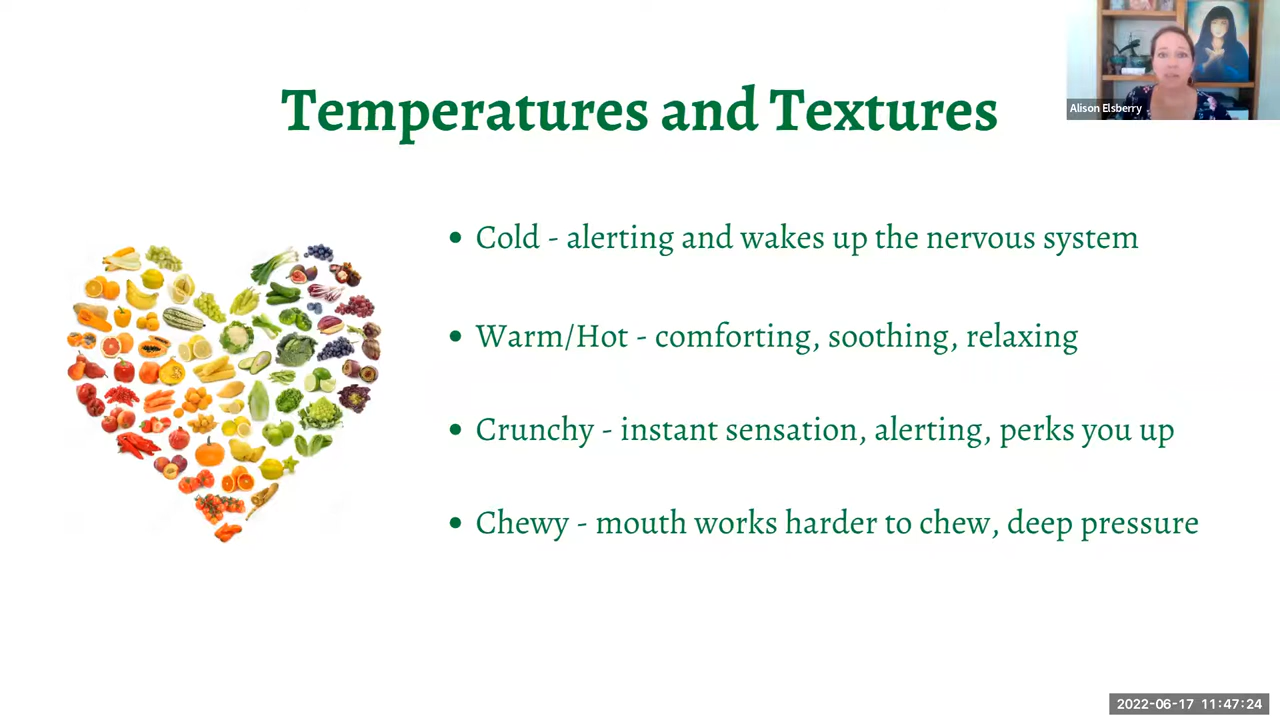 Temperatures and Textures
Alison Elsberry
• Cold - alerting and wakes up the nervous system
• Warm/Hot - comforting, soothing, relaxing
• Crunchy - instant sensation, alerting, perks you up
• Chewy - mouth works harder to chew, deep pressure
2022-06-17 11:47:24